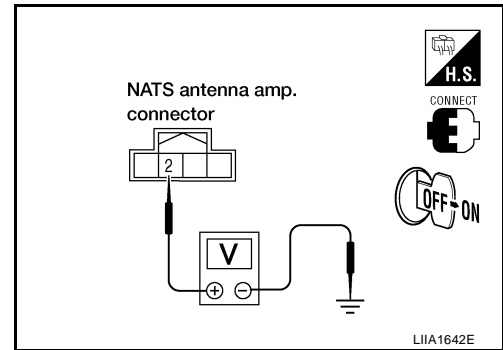 NATS antenna amp.
connector
2
V
+ −
H.S.
CONNECT
OFF ON
LIIA1642E